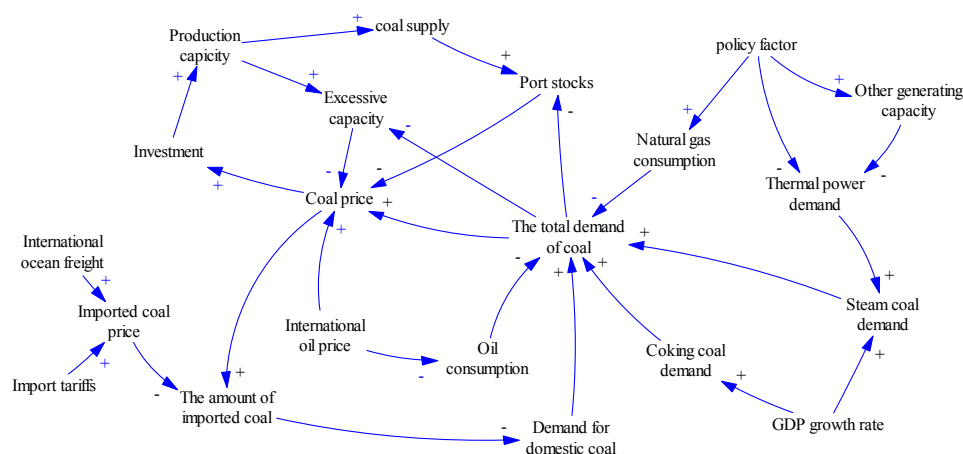 Production
capicity
coal supply
Port stocks
policy factor
Other generating
capacity
Excessive
capacity
Natural gas
consumption
Investment
Thermal power
demand
Coal price
The total demand
of coal
International
ocean freight
Imported coal
price
International
oil price
Oil
consumption
Steam coal
demand
Coking coal
demand
Import tariffs
The amount of
imported coal
Demand for
domestic coal
GDP growth rate
+
+
+
+
+
+
+
-
-
-
-
-
-
-
-
+
+
+
+
+
+
+
+
+
-
-
-
-
+
+
+